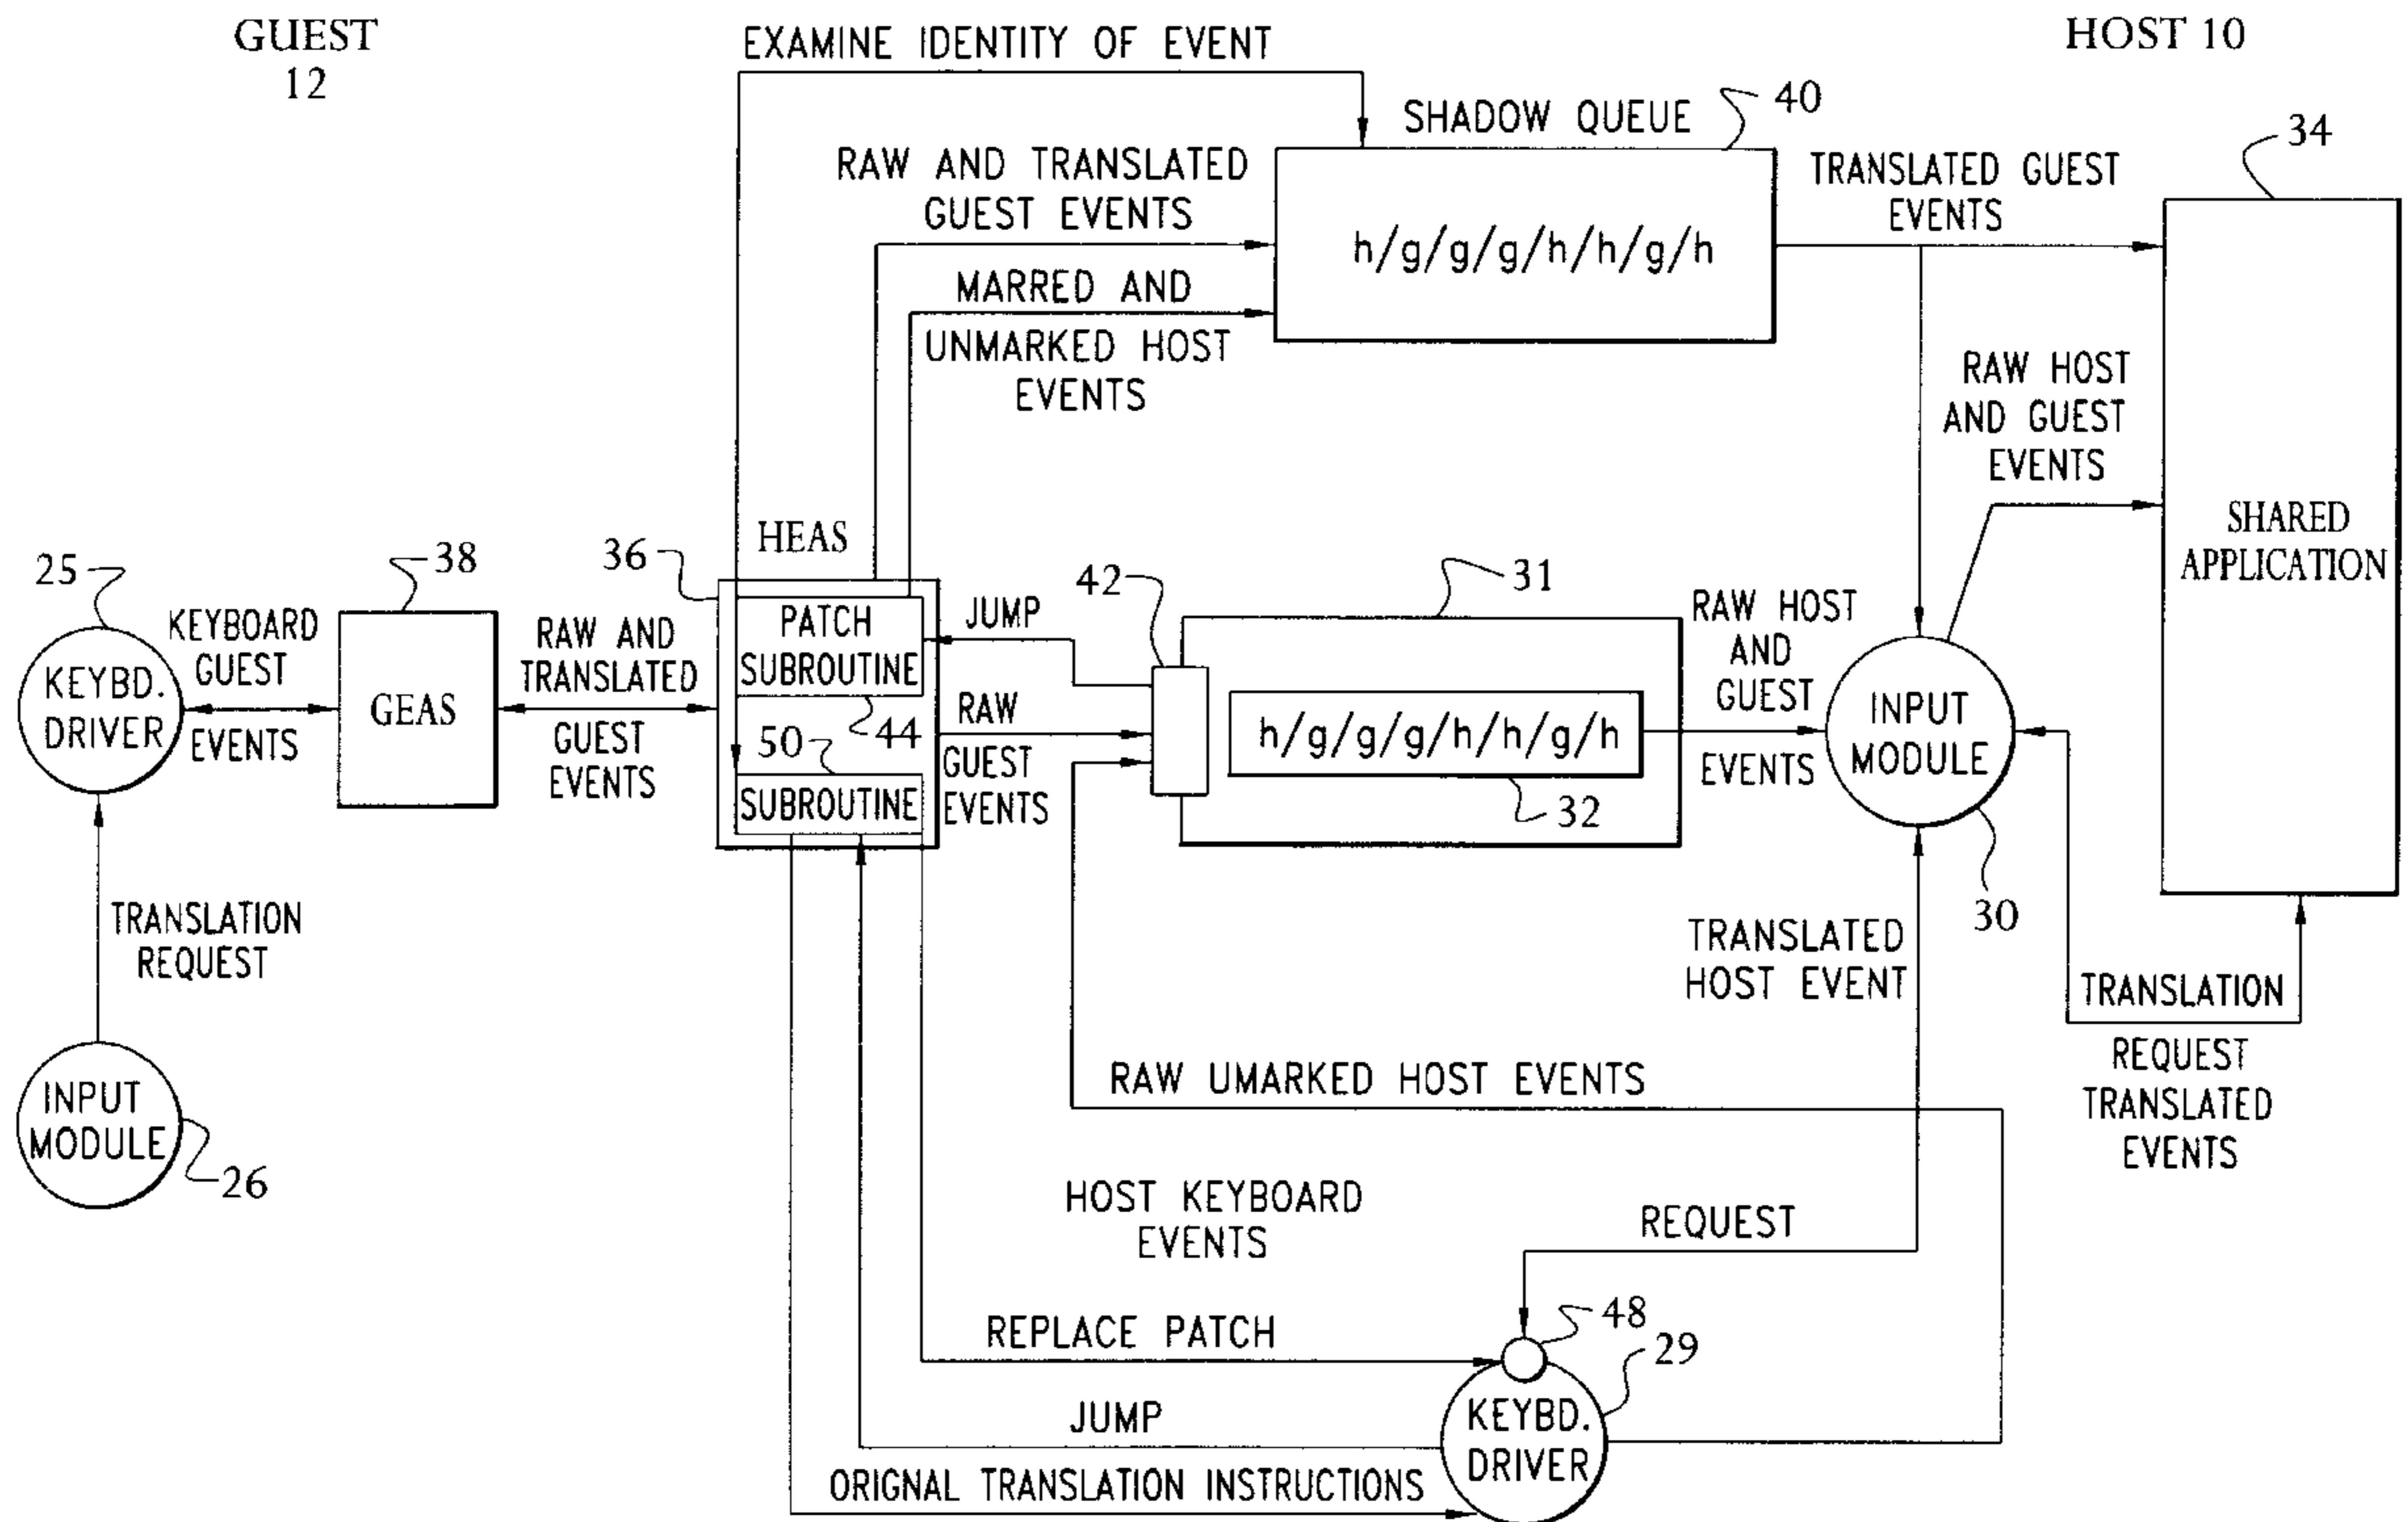 GUEST
12
EXAMINE IDENTITY OF EVENT
HOST 10
SHADOW QUEUE
40
34
RAW AND TRANSLATED
GUEST EVENTS
h/g/g/g/h/h/g/h
TRANSLATED GUEST
EVENTS
MARRED AND
UNMARKED HOST
EVENTS
RAW HOST
AND GUEST
EVENTS
SHARED
APPLICATION
25
KEYBD.
DRIVER
KEYBOARD
GUEST
EVENTS
38
GEAS
RAW AND
TRANSLATED
GUEST
EVENTS
36
HEAS
PATCH
SUBROUTINE
44
50
SUBROUTINE
JUMP
RAW
GUEST
EVENTS
42
31
h/g/g/g/h/h/g/h
32
RAW HOST
AND
GUEST
EVENTS
INPUT
MODULE
30
TRANSLATION
REQUEST
INPUT
MODULE
26
TRANSLATED
HOST EVENT
TRANSLATION
REQUEST
TRANSLATED
EVENTS
RAW UMARKED HOST EVENTS
HOST KEYBOARD
EVENTS
REQUEST
REPLACE PATCH
48
29
KEYBD.
DRIVER
JUMP
ORIGNAL TRANSLATION INSTRUCTIONS